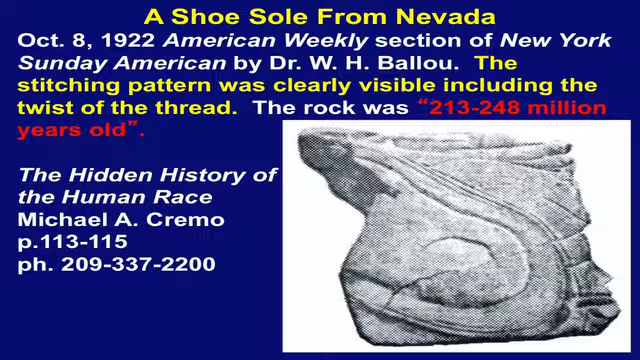 A Shoe Sole From Nevada
Oct. 8, 1922 American Weekly section of New York
Sunday American by Dr. W. H. Ballou.  The
stitching pattern was clearly visible including the
twist of the thread.  The rock was “213-248 million
years old”.
The Hidden History of
the Human Race
Michael A. Cremo
p.113-115
ph. 209-337-2200